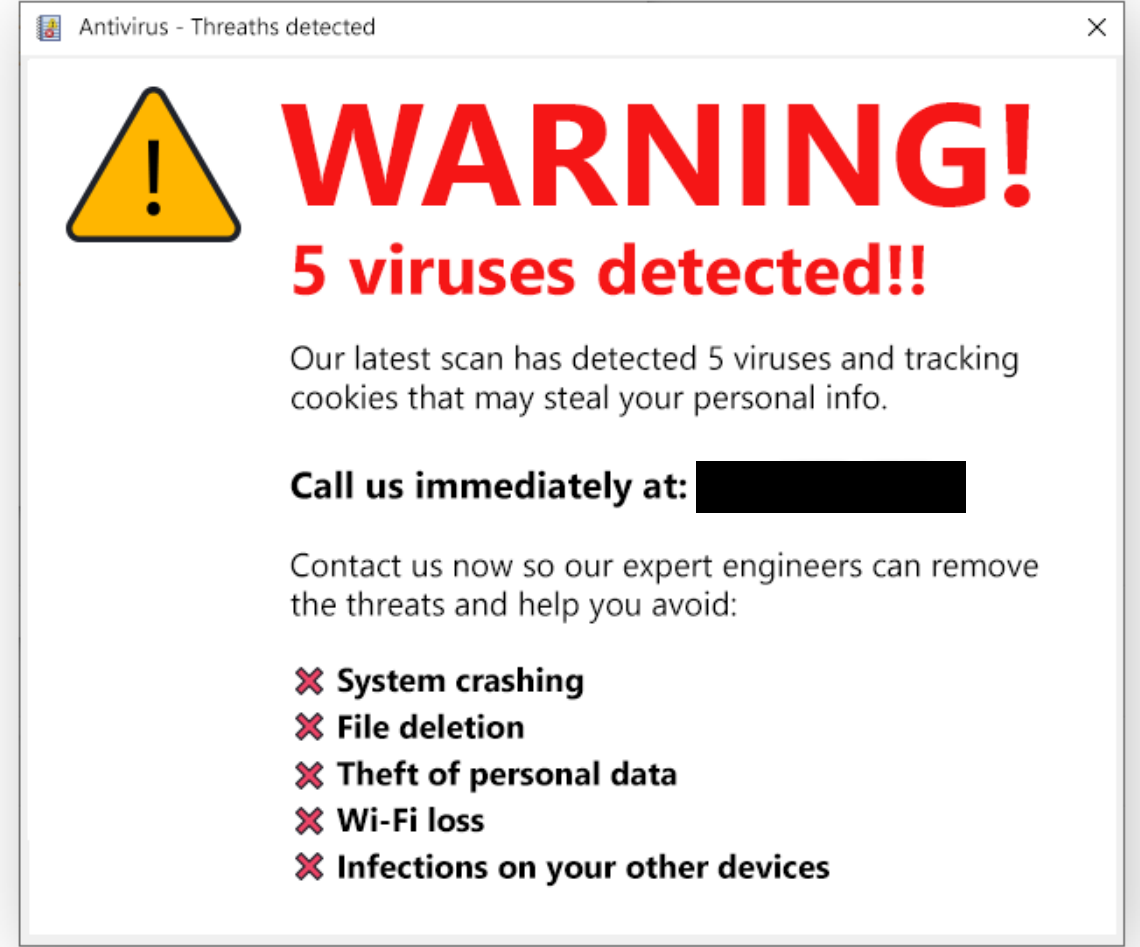 Antivirus - Threaths detected
WARNING!
5 viruses detected!!
Our latest scan has detected 5 viruses and tracking
cookies that may steal your personal info.
Call us immediately at:
Contact us now so our expert engineers can remove
the threats and help you avoid:
System crashing
File deletion
Theft of personal data
Wi-Fi loss
Infections on your other devices